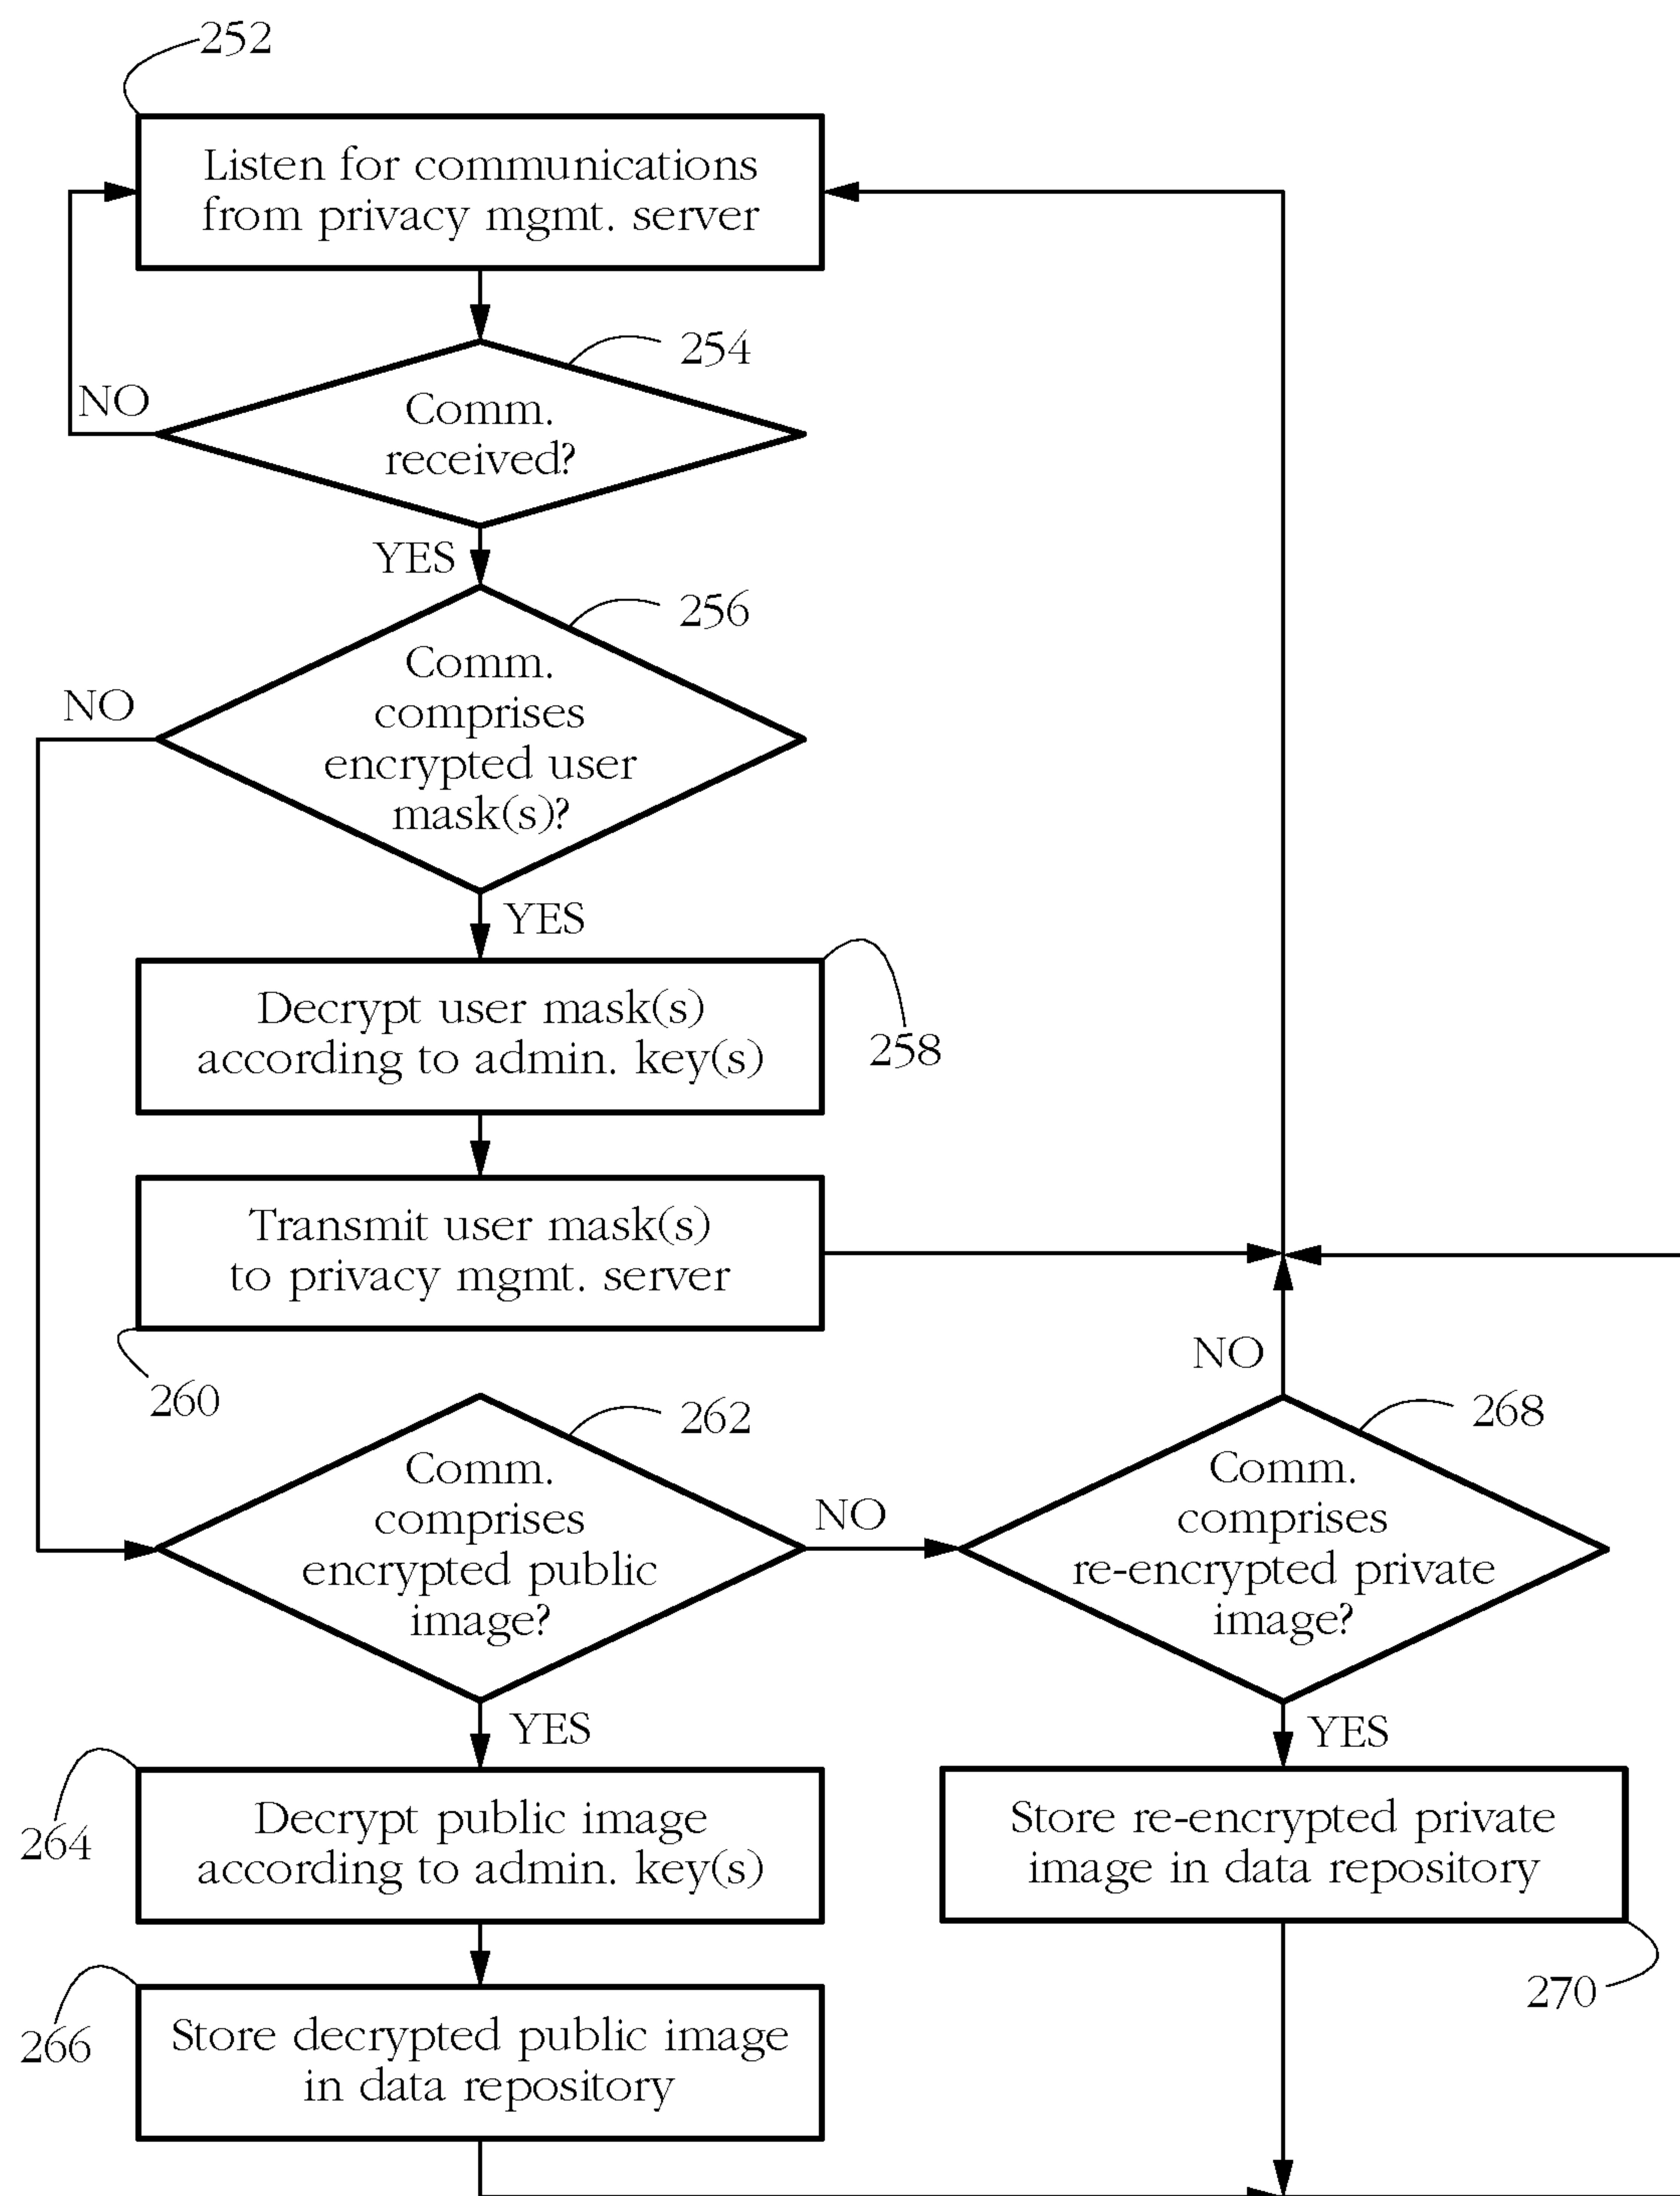 252
Listen for communications
from privacy mgmt. server
254
Comm.
received?
NO
YES
256
Comm.
comprises
encrypted user
mask(s)?
NO
YES
Decrypt user mask(s)
according to admin. key(s)
258
Transmit user mask(s)
to privacy mgmt. server
260
262
Comm.
comprises
encrypted public
image?
NO
YES
NO
268
Comm.
comprises
re-encrypted private
image?
YES
264
Decrypt public image
according to admin. key(s)
Store re-encrypted private
image in data repository
270
266
Store decrypted public image
in data repository